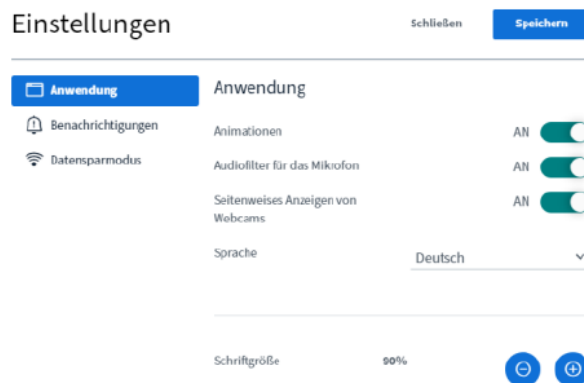 Einstellungen
Schließen
Speichern
Anwendung
Benachrichtigungen
Datensparmodus
Anwendung
Animationen
AN
Audiofilter für das Mikrofon
AN
Seitenweises Anzeigen von
Webcams
AN
Sprache
Deutsch
Schriftgröße
90%